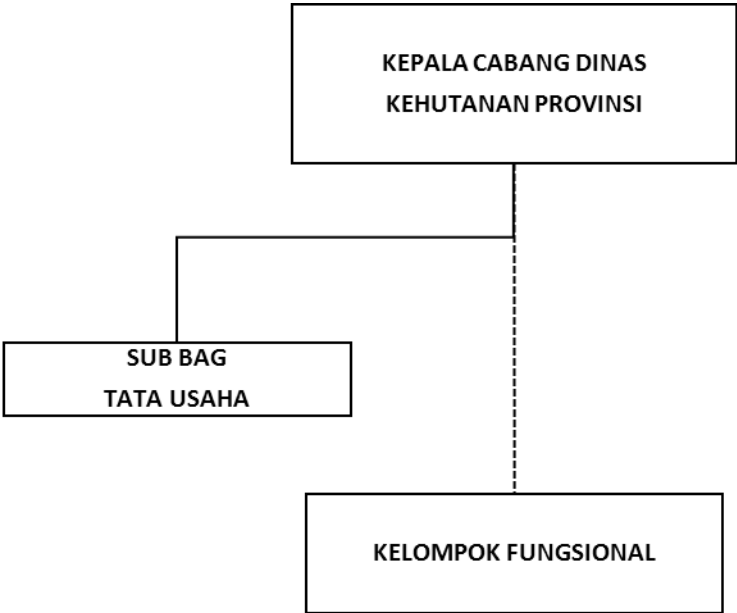 KEPALA CABANG DINAS
KEHUTANAN PROVINSI
SUB BAG
TATA USAHA
KELOMPOK FUNGSIONAL